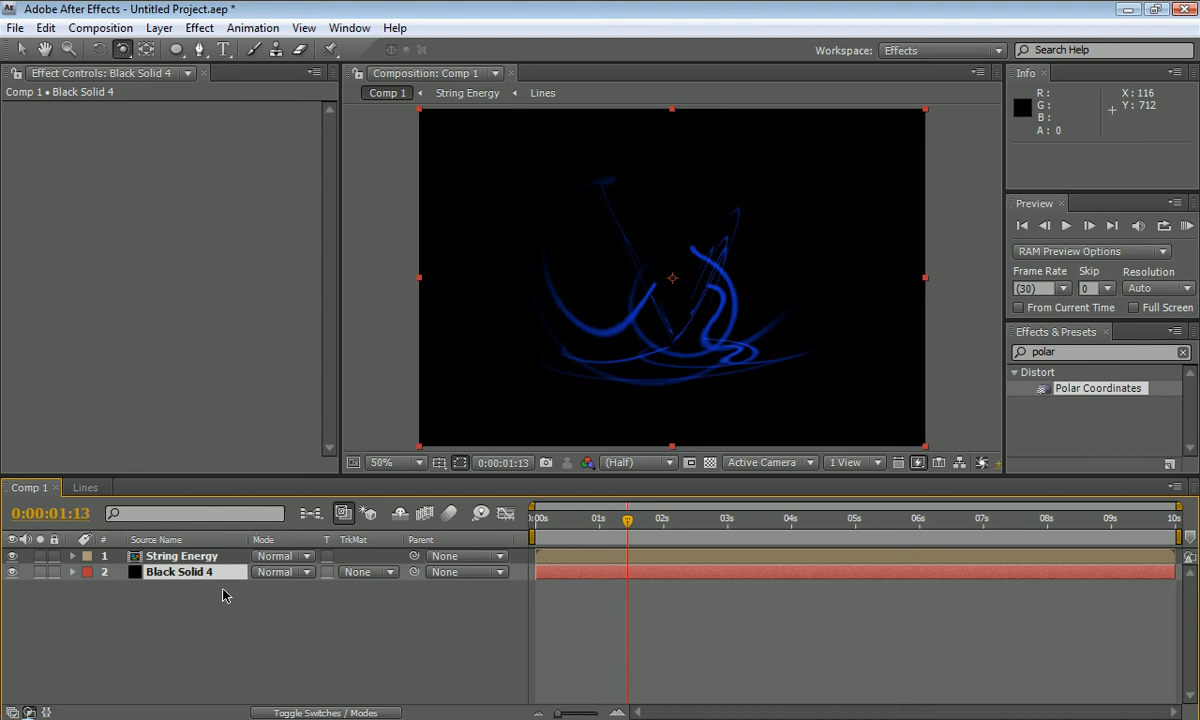 Adobe After Effects - Untitled Project.aep *
File Edit Composition Layer Effect Animation View Window Help
Workspace: Effects Search Help
Effect Controls: Black Solid 4
Comp 1 • Black Solid 4
Composition: Comp 1
Comp 1 String Energy Lines
Info
R: X: 116
G: Y: 712
B:
A: 0
Preview
RAM Preview Options
Frame Rate Skip Resolution
(30) 0 Auto
From Current Time Full Screen
Effects & Presets
polar
Distort
Polar Coordinates
50% 0:00:01:13 (Half) Active Camera 1 View
Comp 1 Lines
0:00:01:13
):00s 01s 02s 03s 04s 05s 06s 07s 08s 09s 10s
# Source Name Mode T TrkMat Parent
1 String Energy Normal None
2 Black Solid 4 Normal None None
Toggle Switches / Modes